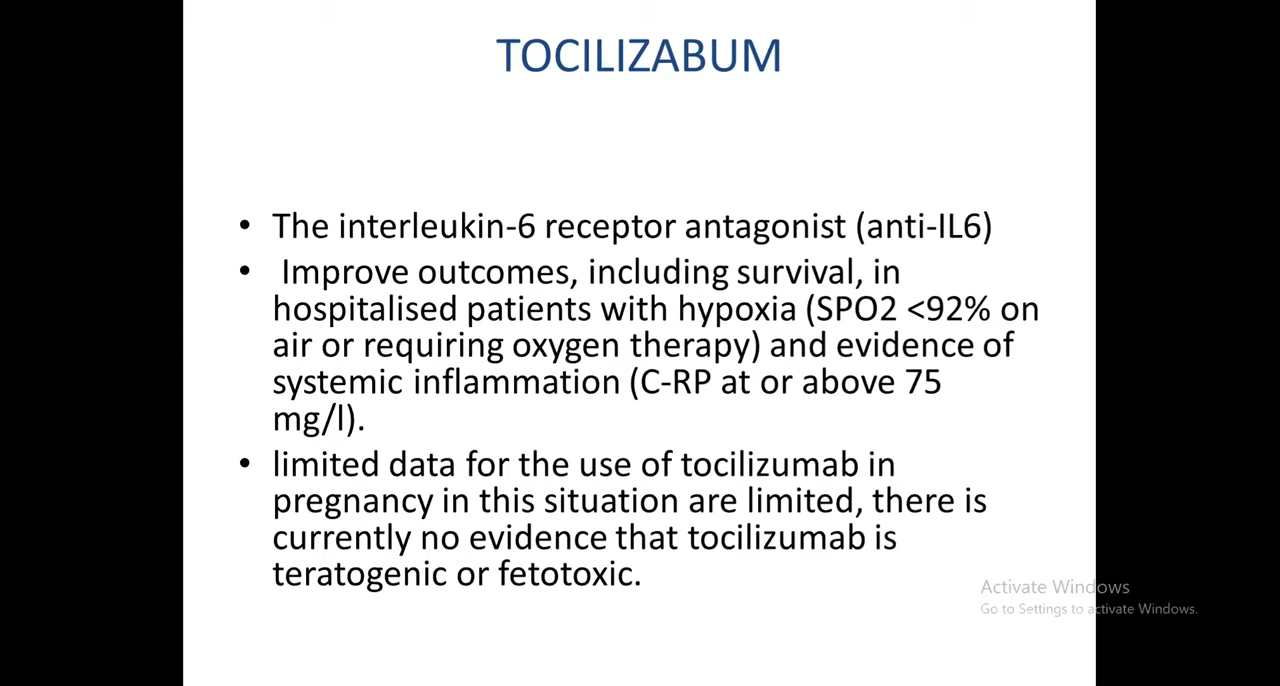 TOCILIZABUM
• The interleukin-6 receptor antagonist (anti-IL6)
• Improve outcomes, including survival, in
hospitalised patients with hypoxia (SPO2 <92% on
air or requiring oxygen therapy) and evidence of
systemic inflammation (C-RP at or above 75
mg/l).
• limited data for the use of tocilizumab in
pregnancy in this situation are limited, there is
currently no evidence that tocilizumab is
teratogenic or fetotoxic.
Activate Windows
Go to Settings to activate Windows.